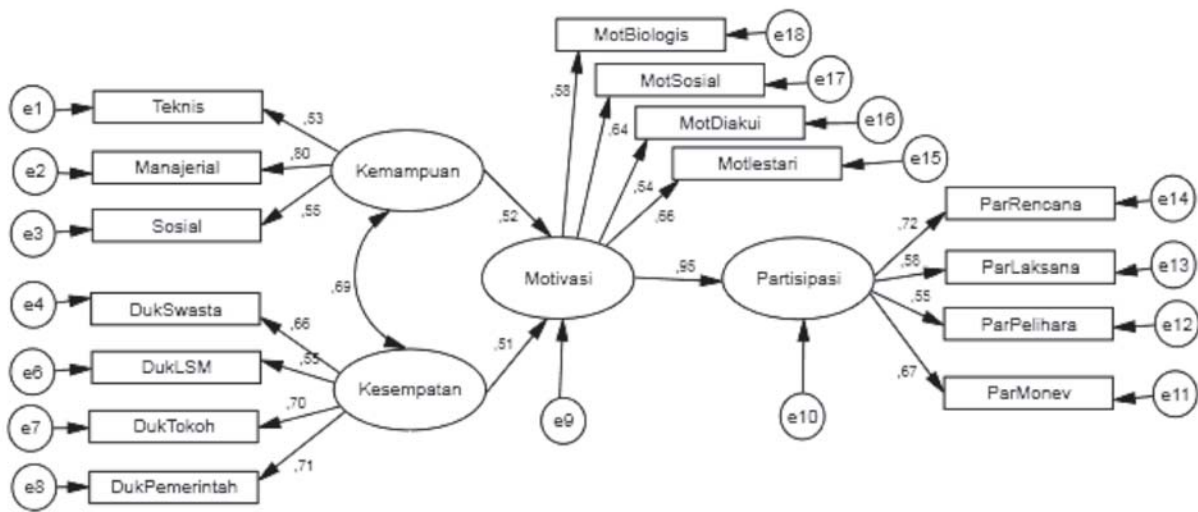 MotBiologis
e18
MotSosial
e17
MotDiakui
e16
Motlestari
e15
,58
,64
,54
,66
e1
Teknis
,53
e2
Manajerial
,80
e3
Sosial
,55
Kemampuan
,52
,69
e4
DukSwasta
,66
e6
DukLSM
,55
e7
DukTokoh
,70
e8
DukPemerintah
,71
Kesempatan
,51
Motivasi
e9
,95
Partisipasi
e10
,72
ParRencana
e14
,58
ParLaksana
e13
,55
ParPelihara
e12
,67
ParMonev
e11